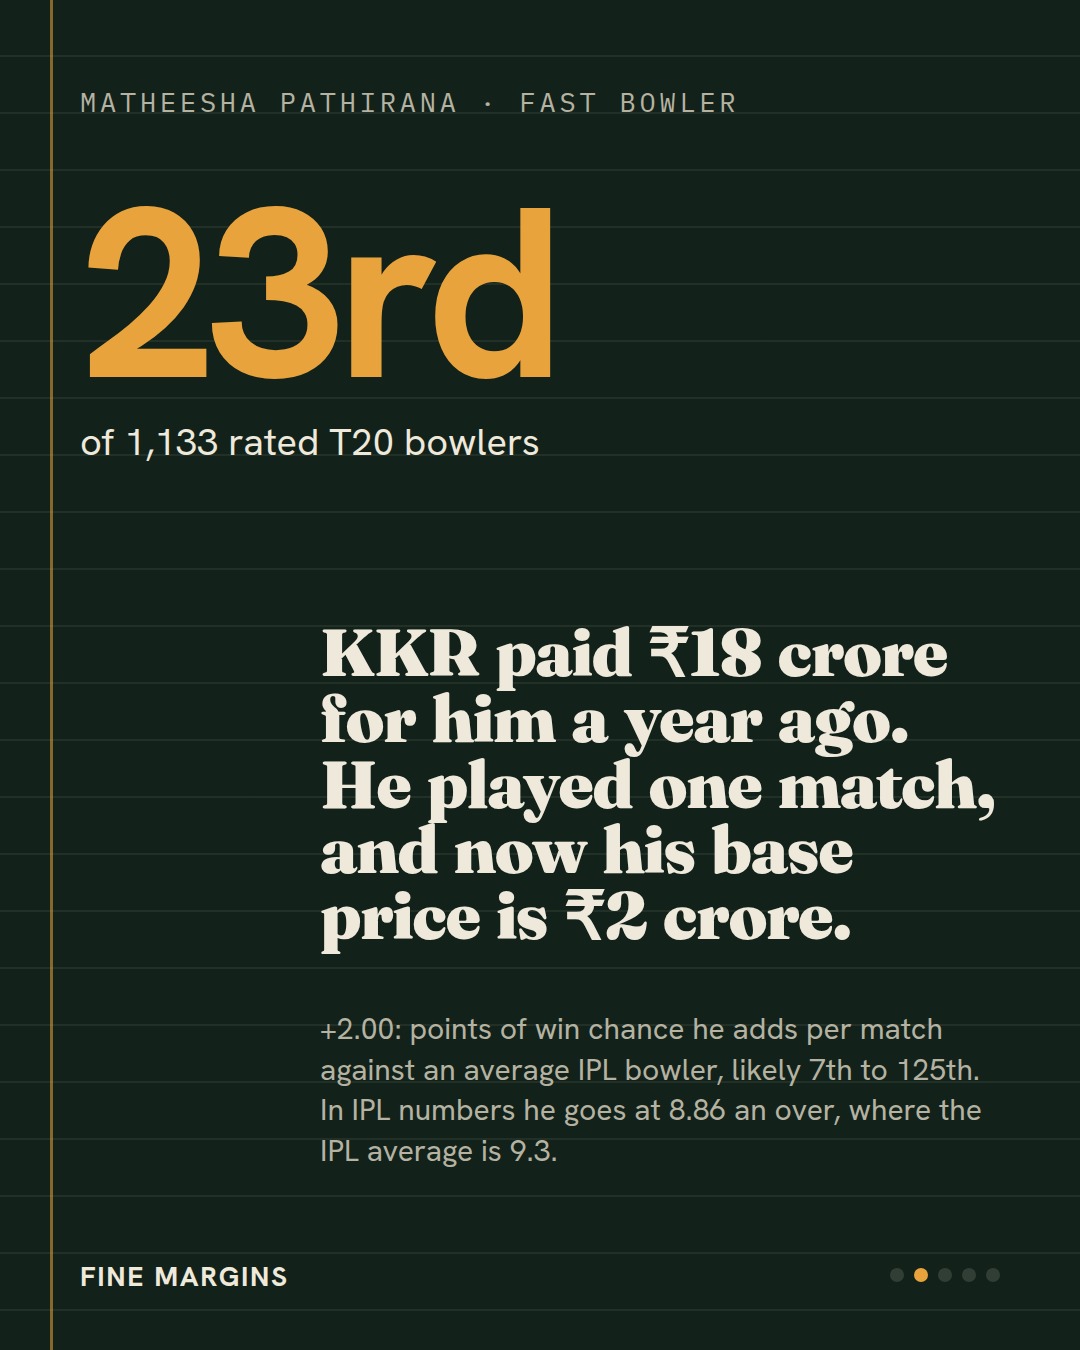 MATHEESHA PATHIRANA · FAST BOWLER
23rd
of 1,133 rated T20 bowlers
KKR paid ₹18 crore
for him a year ago.
He played one match,
and now his base
price is ₹2 crore.
+2.00: points of win chance he adds per match
against an average IPL bowler, likely 7th to 125th.
In IPL numbers he goes at 8.86 an over, where the
IPL average is 9.3.
FINE MARGINS